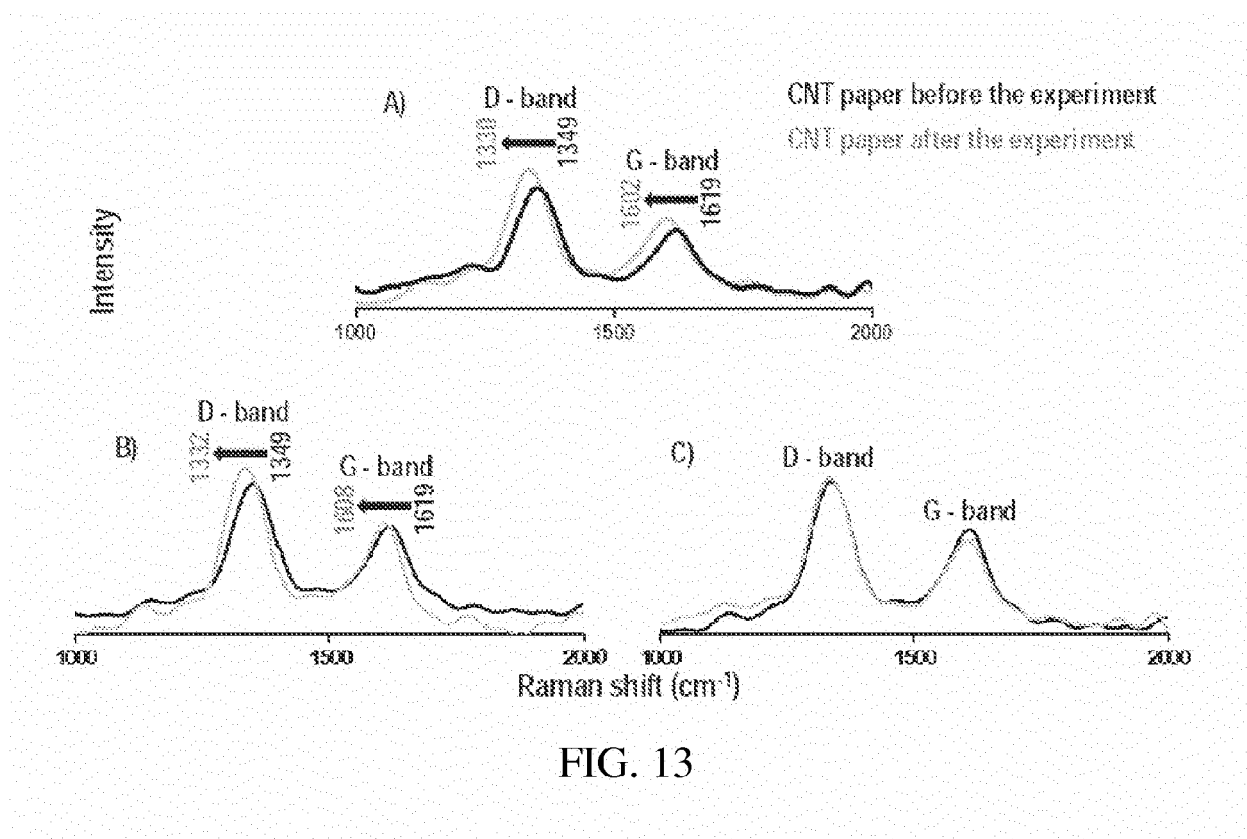 A)
D - band
1330
1349
G - band
1602
1619
CNT paper before the experiment
CNT paper after the experiment
Intensity
1000
1500
2000
B)
D - band
1332
1349
G - band
1608
1619
1000
1500
2000
C)
D - band
G - band
1000
1500
2000
Raman shift (cm⁻¹)
FIG. 13